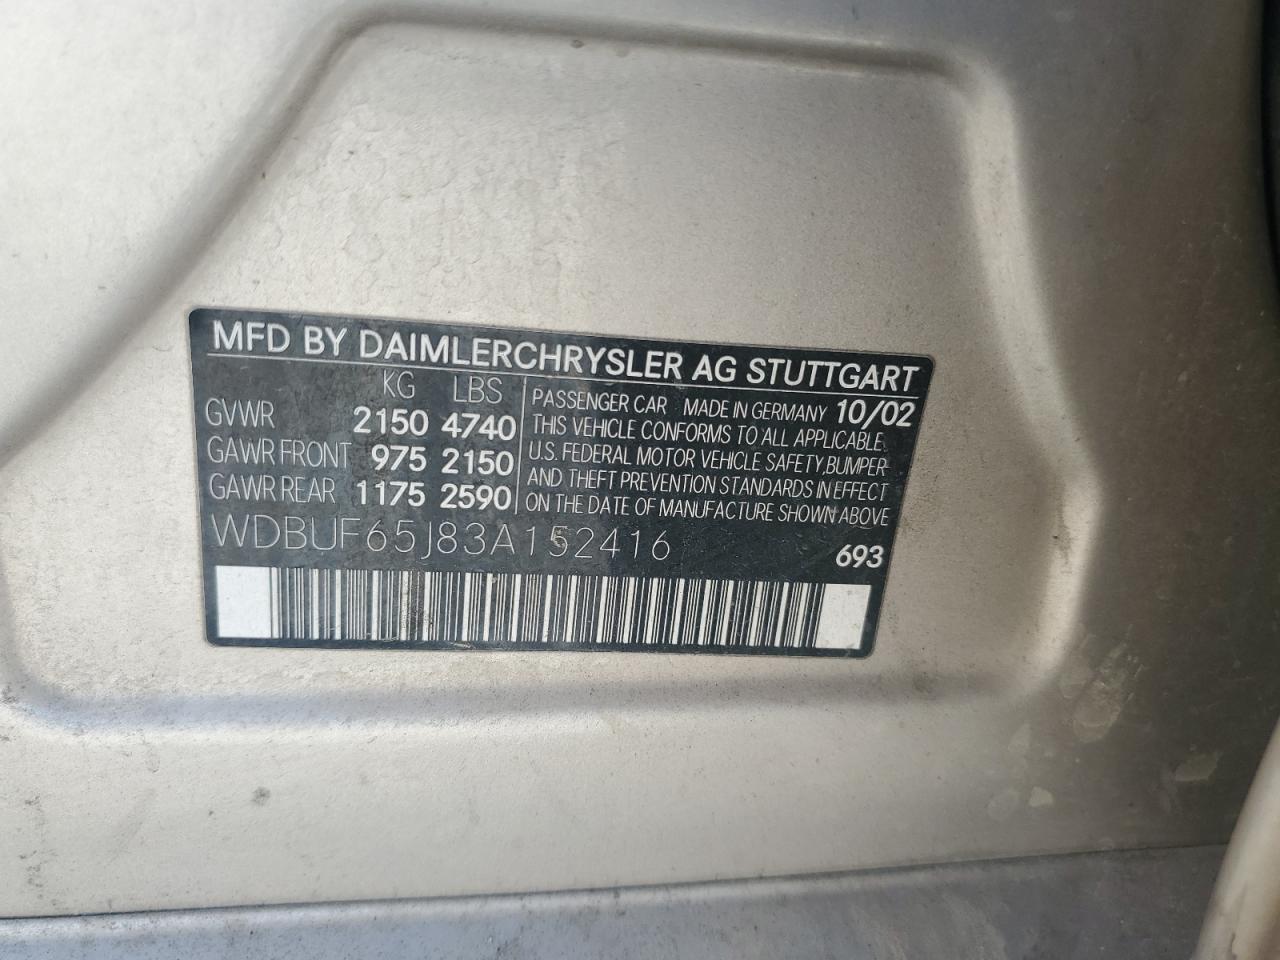 MFD BY DAIMLERCHRYSLER AG STUTTGART
KG LBS
GVWR 2150 4740
GAWR FRONT 975 2150
GAWR REAR 1175 2590
PASSENGER CAR MADE IN GERMANY 10/02
THIS VEHICLE CONFORMS TO ALL APPLICABLE
U.S. FEDERAL MOTOR VEHICLE SAFETY, BUMPER
AND THEFT PREVENTION STANDARDS IN EFFECT
ON THE DATE OF MANUFACTURE SHOWN ABOVE
WDBUF65J83A152416
693